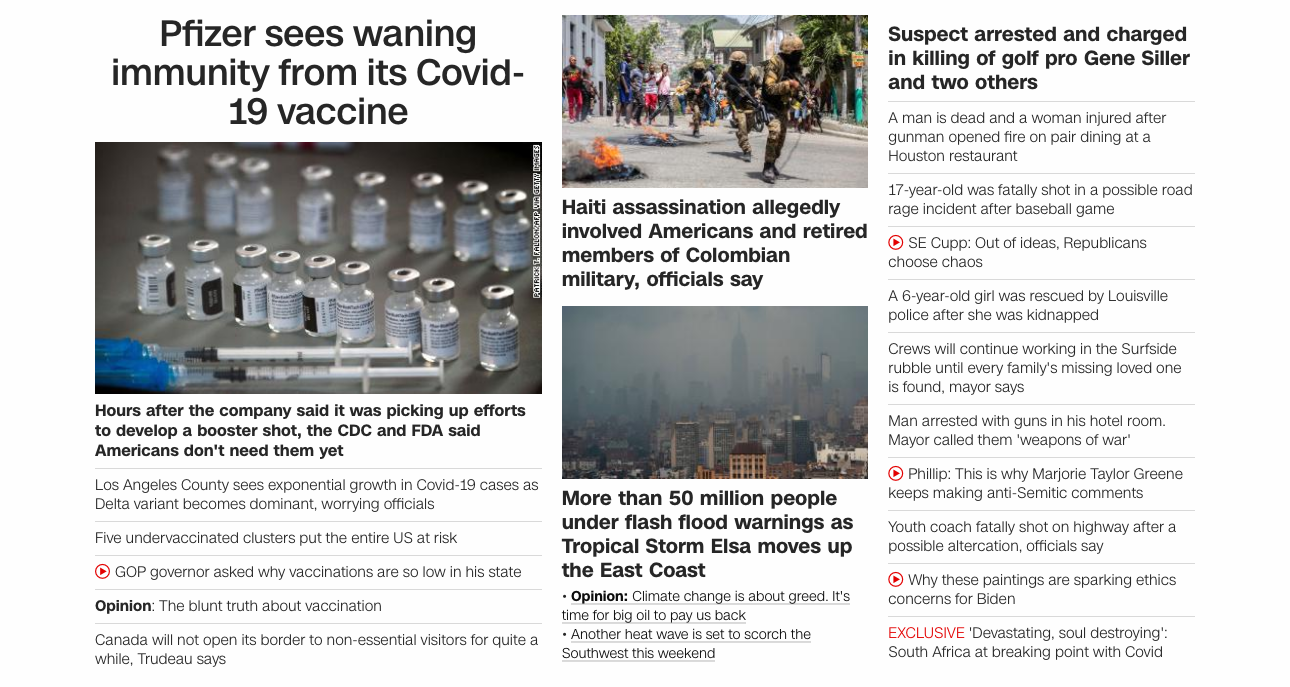 Pfizer sees waning
immunity from its Covid-
19 vaccine
PATRICK T. FALLON/AFP VIA GETTY IMAGES
Hours after the company said it was picking up efforts
to develop a booster shot, the CDC and FDA said
Americans don't need them yet
Los Angeles County sees exponential growth in Covid-19 cases as
Delta variant becomes dominant, worrying officials
Five undervaccinated clusters put the entire US at risk
GOP governor asked why vaccinations are so low in his state
Opinion: The blunt truth about vaccination
Canada will not open its border to non-essential visitors for quite a
while, Trudeau says
Haiti assassination allegedly
involved Americans and retired
members of Colombian
military, officials say
More than 50 million people
under flash flood warnings as
Tropical Storm Elsa moves up
the East Coast
• Opinion: Climate change is about greed. It's
time for big oil to pay us back
• Another heat wave is set to scorch the
Southwest this weekend
Suspect arrested and charged
in killing of golf pro Gene Siller
and two others
A man is dead and a woman injured after
gunman opened fire on pair dining at a
Houston restaurant
17-year-old was fatally shot in a possible road
rage incident after baseball game
SE Cupp: Out of ideas, Republicans
choose chaos
A 6-year-old girl was rescued by Louisville
police after she was kidnapped
Crews will continue working in the Surfside
rubble until every family's missing loved one
is found, mayor says
Man arrested with guns in his hotel room.
Mayor called them 'weapons of war'
Phillip: This is why Marjorie Taylor Greene
keeps making anti-Semitic comments
Youth coach fatally shot on highway after a
possible altercation, officials say
Why these paintings are sparking ethics
concerns for Biden
EXCLUSIVE 'Devastating, soul destroying':
South Africa at breaking point with Covid